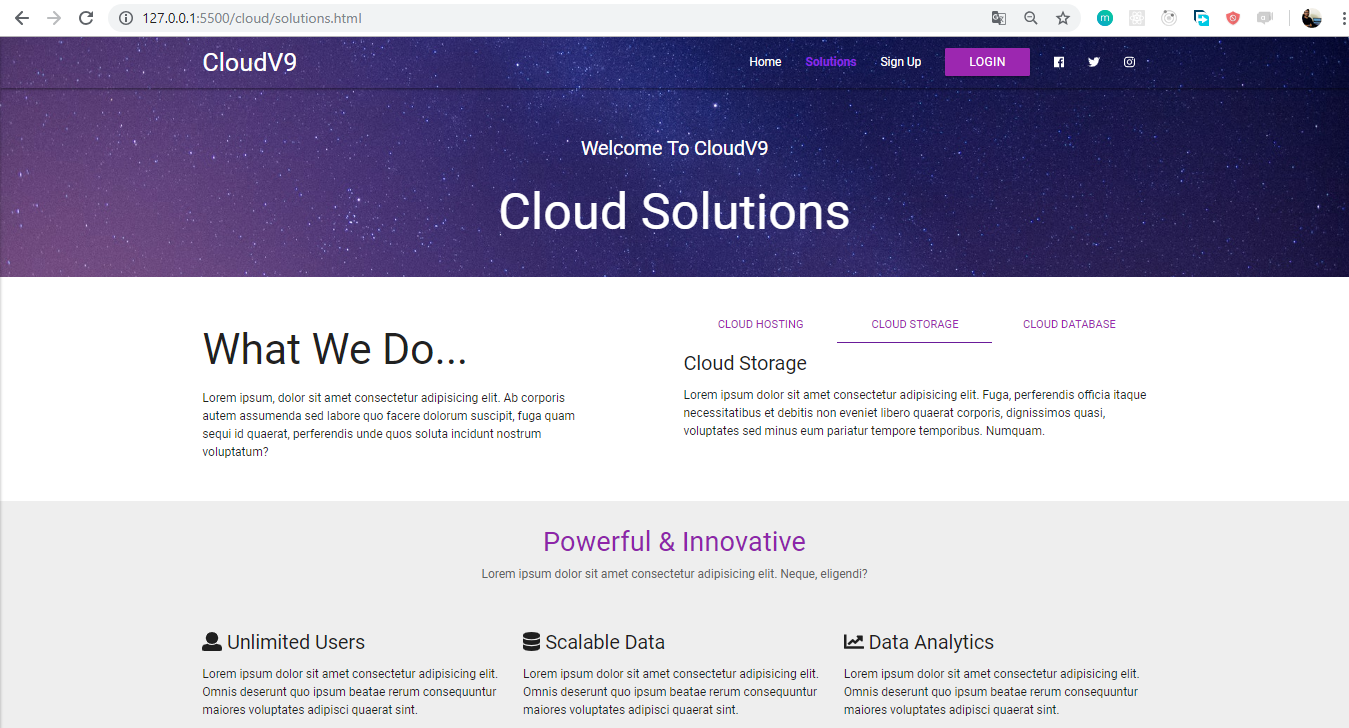 127.0.0.1:5500/cloud/solutions.html
CloudV9
Home Solutions Sign Up LOGIN
Welcome To CloudV9
Cloud Solutions
What We Do...
Lorem ipsum, dolor sit amet consectetur adipisicing elit. Ab corporis
autem assumenda sed labore quo facere dolorum suscipit, fuga quam
sequi id quaerat, perferendis unde quos soluta incidunt nostrum
voluptatum?
CLOUD HOSTING CLOUD STORAGE CLOUD DATABASE
Cloud Storage
Lorem ipsum dolor sit amet consectetur adipisicing elit. Fuga, perferendis officia itaque
necessitatibus et debitis non eveniet libero quaerat corporis, dignissimos quasi,
voluptates sed minus eum pariatur tempore temporibus. Numquam.
Powerful & Innovative
Lorem ipsum dolor sit amet consectetur adipisicing elit. Neque, eligendi?
Unlimited Users
Lorem ipsum dolor sit amet consectetur adipisicing elit.
Omnis deserunt quo ipsum beatae rerum consequuntur
maiores voluptates adipisci quaerat sint.
Scalable Data
Lorem ipsum dolor sit amet consectetur adipisicing elit.
Omnis deserunt quo ipsum beatae rerum consequuntur
maiores voluptates adipisci quaerat sint.
Data Analytics
Lorem ipsum dolor sit amet consectetur adipisicing elit.
Omnis deserunt quo ipsum beatae rerum consequuntur
maiores voluptates adipisci quaerat sint.